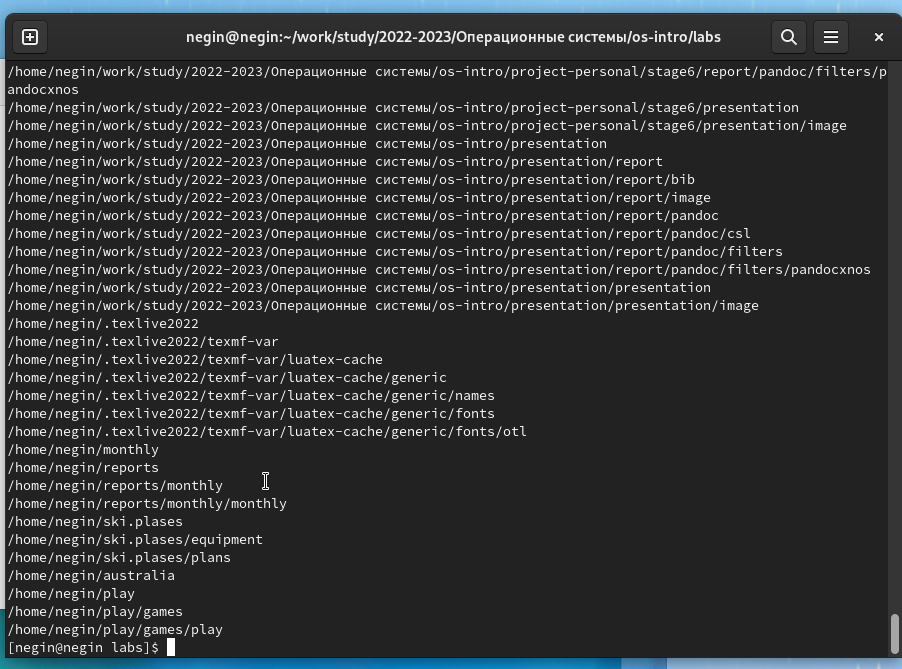 negin@negin:~/work/study/2022-2023/Операционные системы/os-intro/labs
/home/negin/work/study/2022-2023/Операционные системы/os-intro/project-personal/stage6/report/pandoc/filters/p
andocxnos
/home/negin/work/study/2022-2023/Операционные системы/os-intro/project-personal/stage6/presentation
/home/negin/work/study/2022-2023/Операционные системы/os-intro/project-personal/stage6/presentation/image
/home/negin/work/study/2022-2023/Операционные системы/os-intro/presentation
/home/negin/work/study/2022-2023/Операционные системы/os-intro/presentation/report
/home/negin/work/study/2022-2023/Операционные системы/os-intro/presentation/report/bib
/home/negin/work/study/2022-2023/Операционные системы/os-intro/presentation/report/image
/home/negin/work/study/2022-2023/Операционные системы/os-intro/presentation/report/pandoc
/home/negin/work/study/2022-2023/Операционные системы/os-intro/presentation/report/pandoc/csl
/home/negin/work/study/2022-2023/Операционные системы/os-intro/presentation/report/pandoc/filters
/home/negin/work/study/2022-2023/Операционные системы/os-intro/presentation/report/pandoc/filters/pandocxnos
/home/negin/work/study/2022-2023/Операционные системы/os-intro/presentation/presentation
/home/negin/work/study/2022-2023/Операционные системы/os-intro/presentation/presentation/image
/home/negin/.texlive2022
/home/negin/.texlive2022/texmf-var
/home/negin/.texlive2022/texmf-var/luatex-cache
/home/negin/.texlive2022/texmf-var/luatex-cache/generic
/home/negin/.texlive2022/texmf-var/luatex-cache/generic/names
/home/negin/.texlive2022/texmf-var/luatex-cache/generic/fonts
/home/negin/.texlive2022/texmf-var/luatex-cache/generic/fonts/otl
/home/negin/monthly
/home/negin/reports
/home/negin/reports/monthly
/home/negin/reports/monthly/monthly
/home/negin/ski.plases
/home/negin/ski.plases/equipment
/home/negin/ski.plases/plans
/home/negin/australia
/home/negin/play
/home/negin/play/games
/home/negin/play/games/play
[negin@negin labs]$